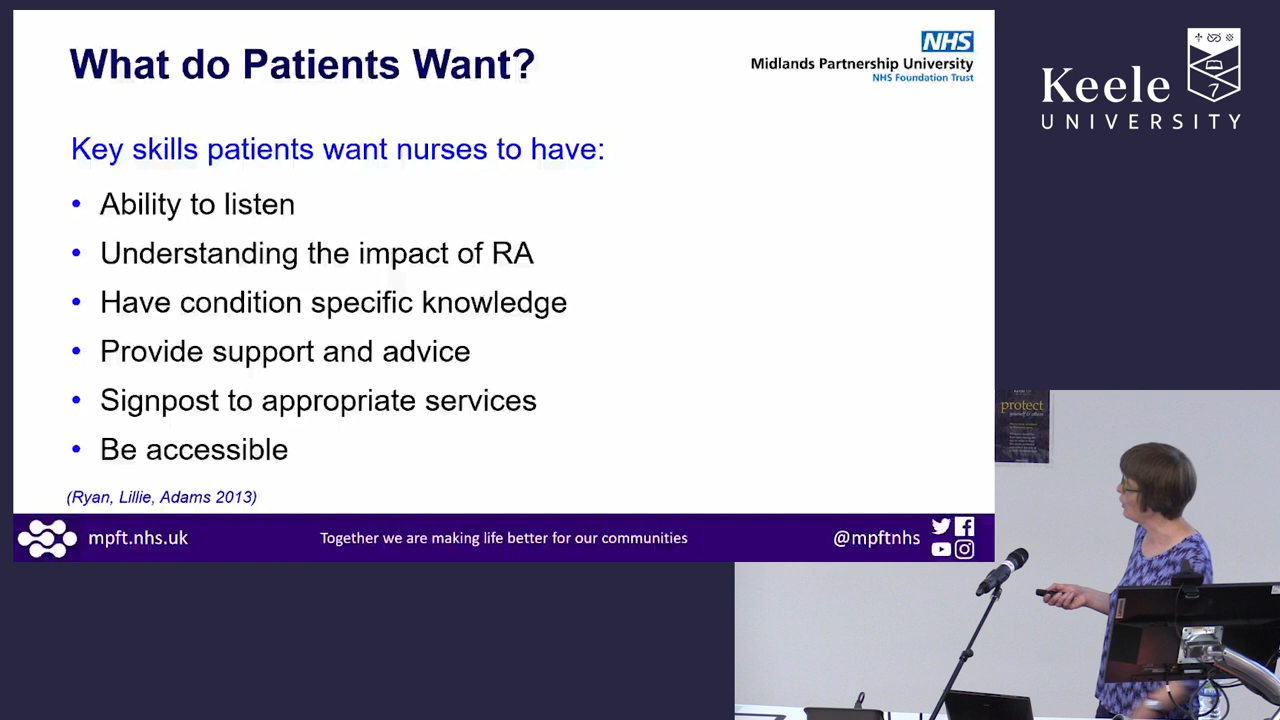 What do Patients Want?
NHS
Midlands Partnership University
NHS Foundation Trust
Keele
UNIVERSITY
Key skills patients want nurses to have:
• Ability to listen
• Understanding the impact of RA
• Have condition specific knowledge
• Provide support and advice
• Signpost to appropriate services
• Be accessible
(Ryan, Lillie, Adams 2013)
mpft.nhs.uk
Together we are making life better for our communities
@mpftnhs
protect